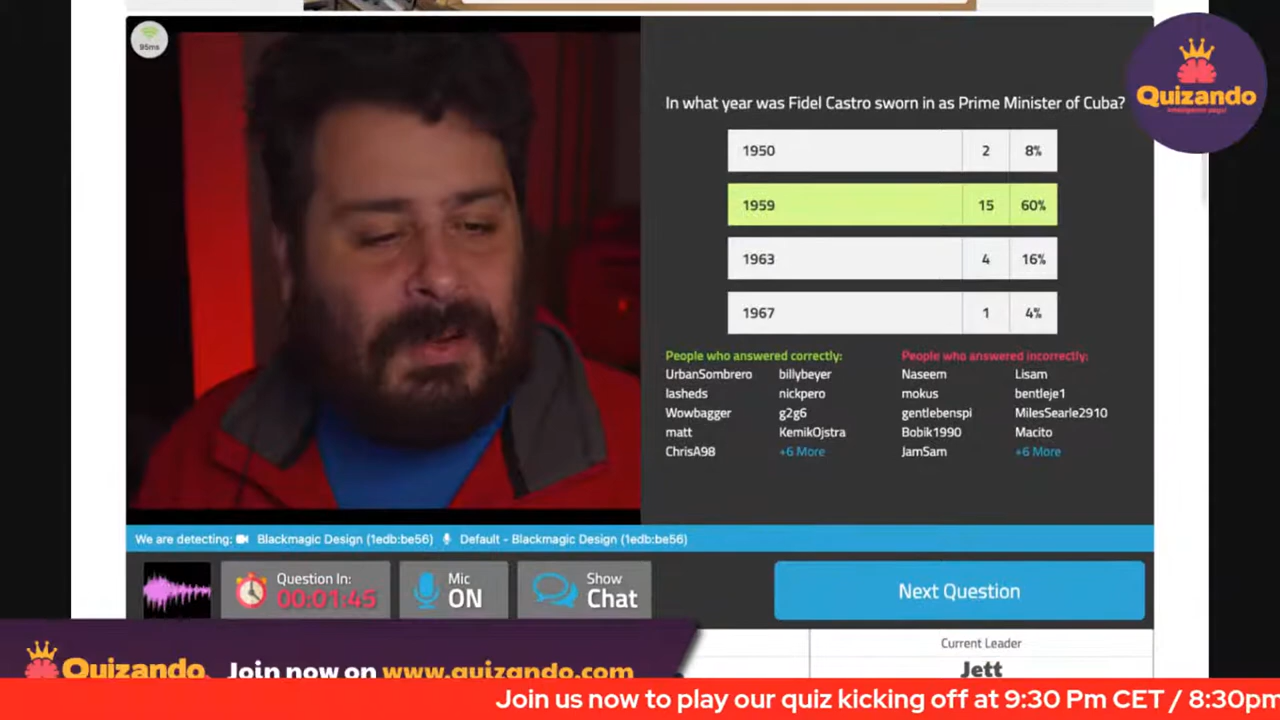 95ms
Quizando
Intelligence pays!
In what year was Fidel Castro sworn in as Prime Minister of Cuba?
1950 2 8%
1959 15 60%
1963 4 16%
1967 1 4%
People who answered correctly:
UrbanSombrero billybeyer
lasheds nickpero
Wowbagger g2g6
matt KemikOjstra
ChrisA98 +6 More
People who answered incorrectly:
Naseem Lisam
mokus bentleje1
gentlebenspi MilesSearle2910
Bobik1990 Macito
JamSam +6 More
We are detecting: Blackmagic Design (1edb:be56) Default - Blackmagic Design (1edb:be56)
Question In:
00:01:45
Mic
ON
Show
Chat
Next Question
Current Leader
Jett
Quizando Join now on www.quizando.com
Join us now to play our quiz kicking off at 9:30 Pm CET / 8:30pm